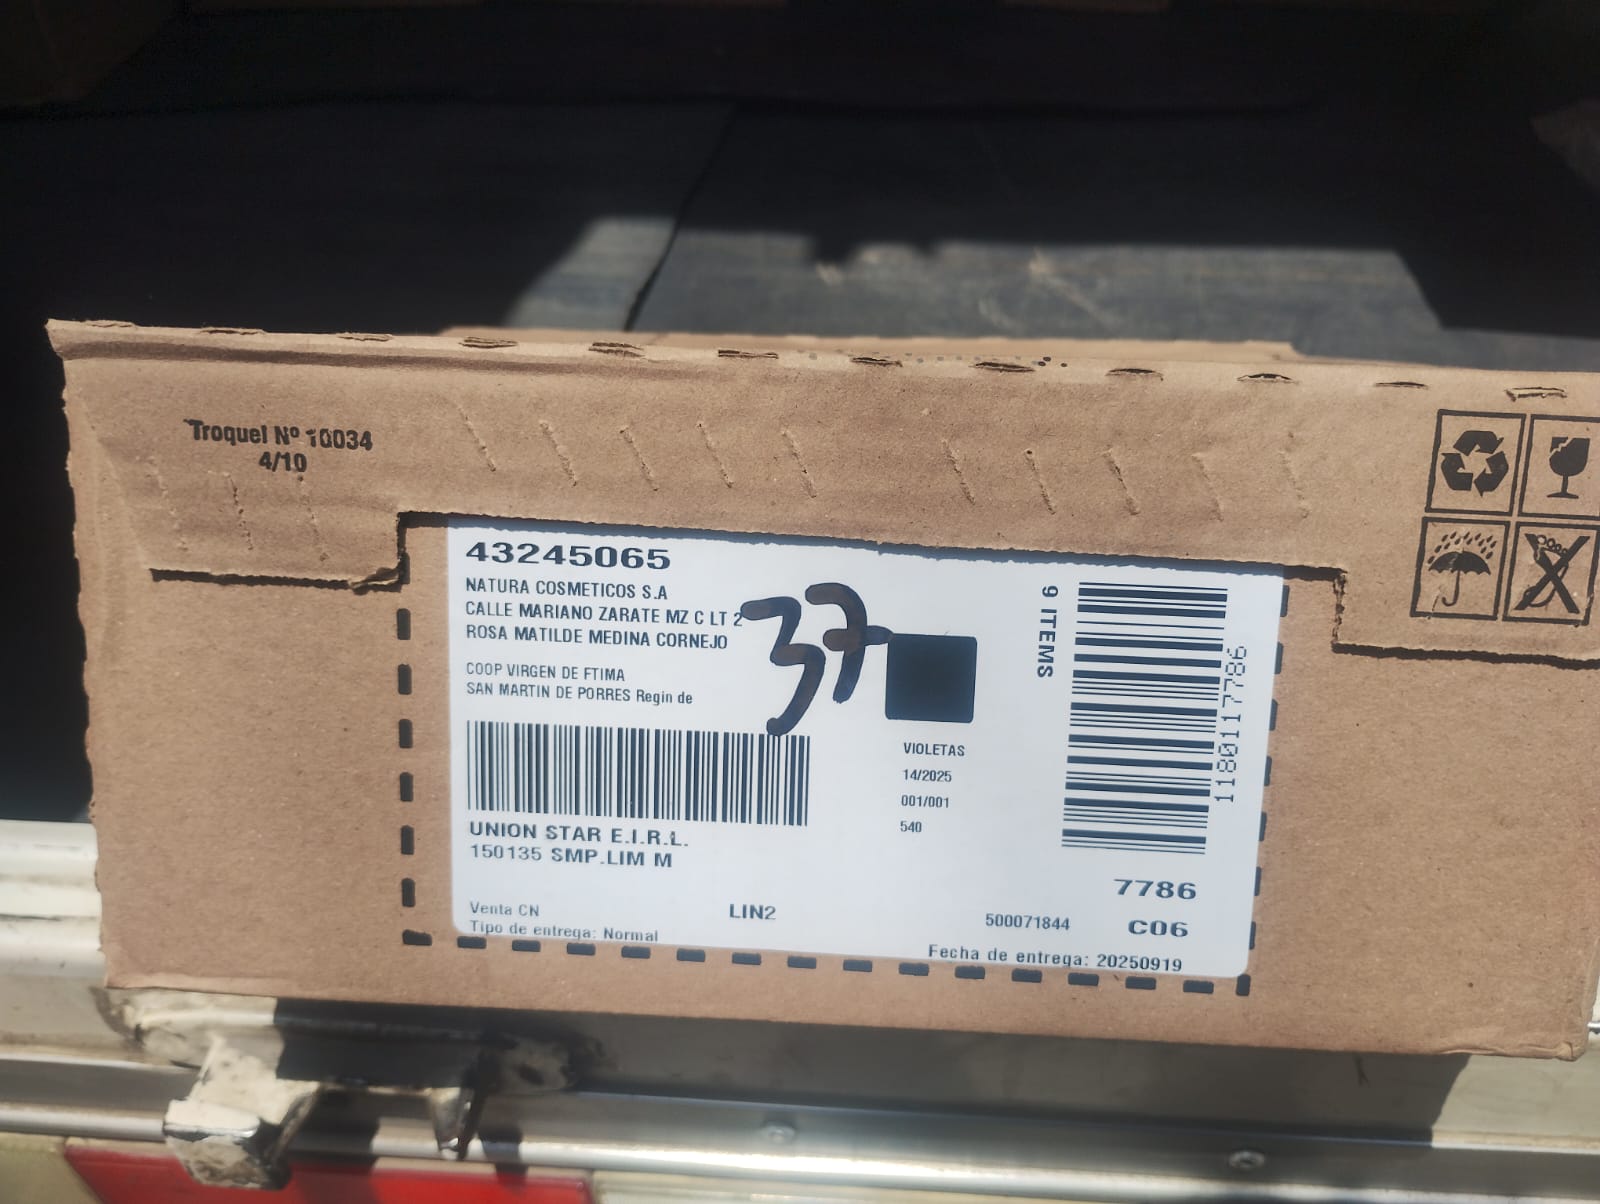 Troquel Nº 10034
4/10
43245065
NATURA COSMETICOS S.A
CALLE MARIANO ZARATE MZ C LT 2
ROSA MATILDE MEDINA CORNEJO
COOP VIRGEN DE FTIMA
SAN MARTIN DE PORRES Regin de
37
9 ITEMS
1180117786
VIOLETAS
14/2025
001/001
540
UNION STAR E.I.R.L.
150135 SMP.LIM M
7786
Venta CN
LIN2
500071844
C06
Tipo de entrega: Normal
Fecha de entrega: 20250919